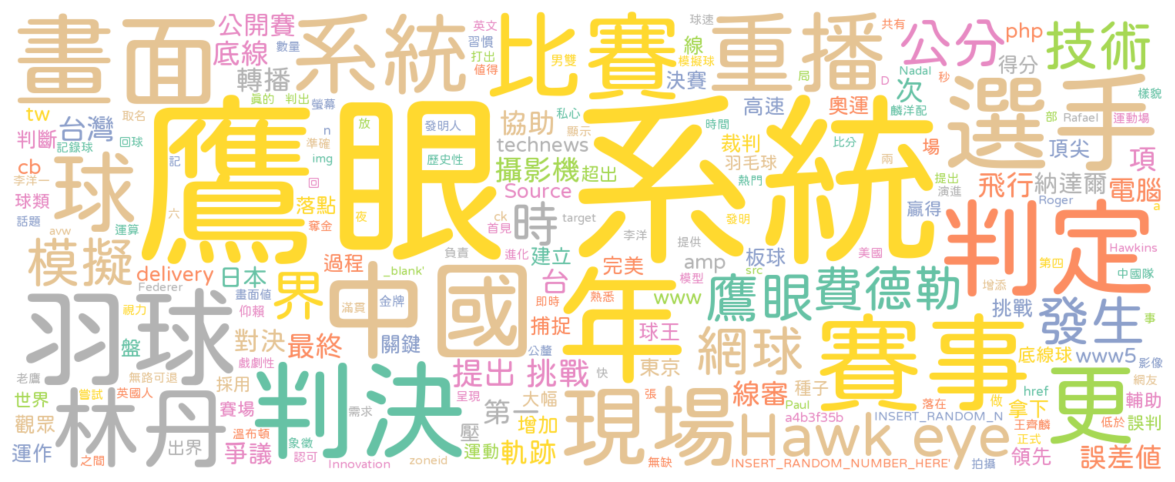 畫面 公開賽 系統 比賽 重播 公分 php 技術
底線 轉播 英文 習慣 數量 打出 值得 男雙 球速 線 模擬球 決賽 Nadal D 共有 秒 得分
tw 取名 真的 判出 螢幕 放 發明人 私心 局 高速 奧運 麟洋配 次 選手 部 Rafael 樣貌 運動場
判斷 台灣 n 協助 顯示 時間 比分 場 頂尖 項
記錄球 回球 記 準確 img 歷史性 technews 裁判 兩
cb 李洋一 球 鷹眼系統 攝影機 超出 羽毛球 熱門 提出 演進 飛行 納達爾 電腦
球類 六 回 落點 夜 Source 贏得 Roger
話題 運算 avw 奪金 ck 首見 時 target 李洋 發明 判定 a
模擬 過程 負責 進化 建立 提供 完美 板球 美國 Hawkins
delivery 日本 界 _blank' 台 amp 模型 src 第四 中國隊
Federer 畫面值 仰賴 滿貫 金牌 中國 即時 熟悉 年 www 鷹眼 費德勒 增添 挑戰 發生 事
羽球 視力 對決 最終 關鍵 公釐 捕捉 球王 網球 賽事 底線球 www5 影像
盤 戲劇性 快 東京 href 網友
老鷹 無路可退 採用 判決 提出 挑戰 張 線審 種子 做 更 輔助
世界 嘗試 英國人 呈現 大幅 Paul 落在 拿下
林丹 賽場 需求 第一 現場 a4b3f35b INSERT_RANDOM_N 王齊麟 低於 誤判
觀眾 出界 溫布頓 象徵 壓 增加 Hawk eye 正式
運作 之間 爭議 認可 Innovation 運動 zoneid 軌跡 無缺 INSERT_RANDOM_NUMBER_HERE' 拍攝 領先 誤差值